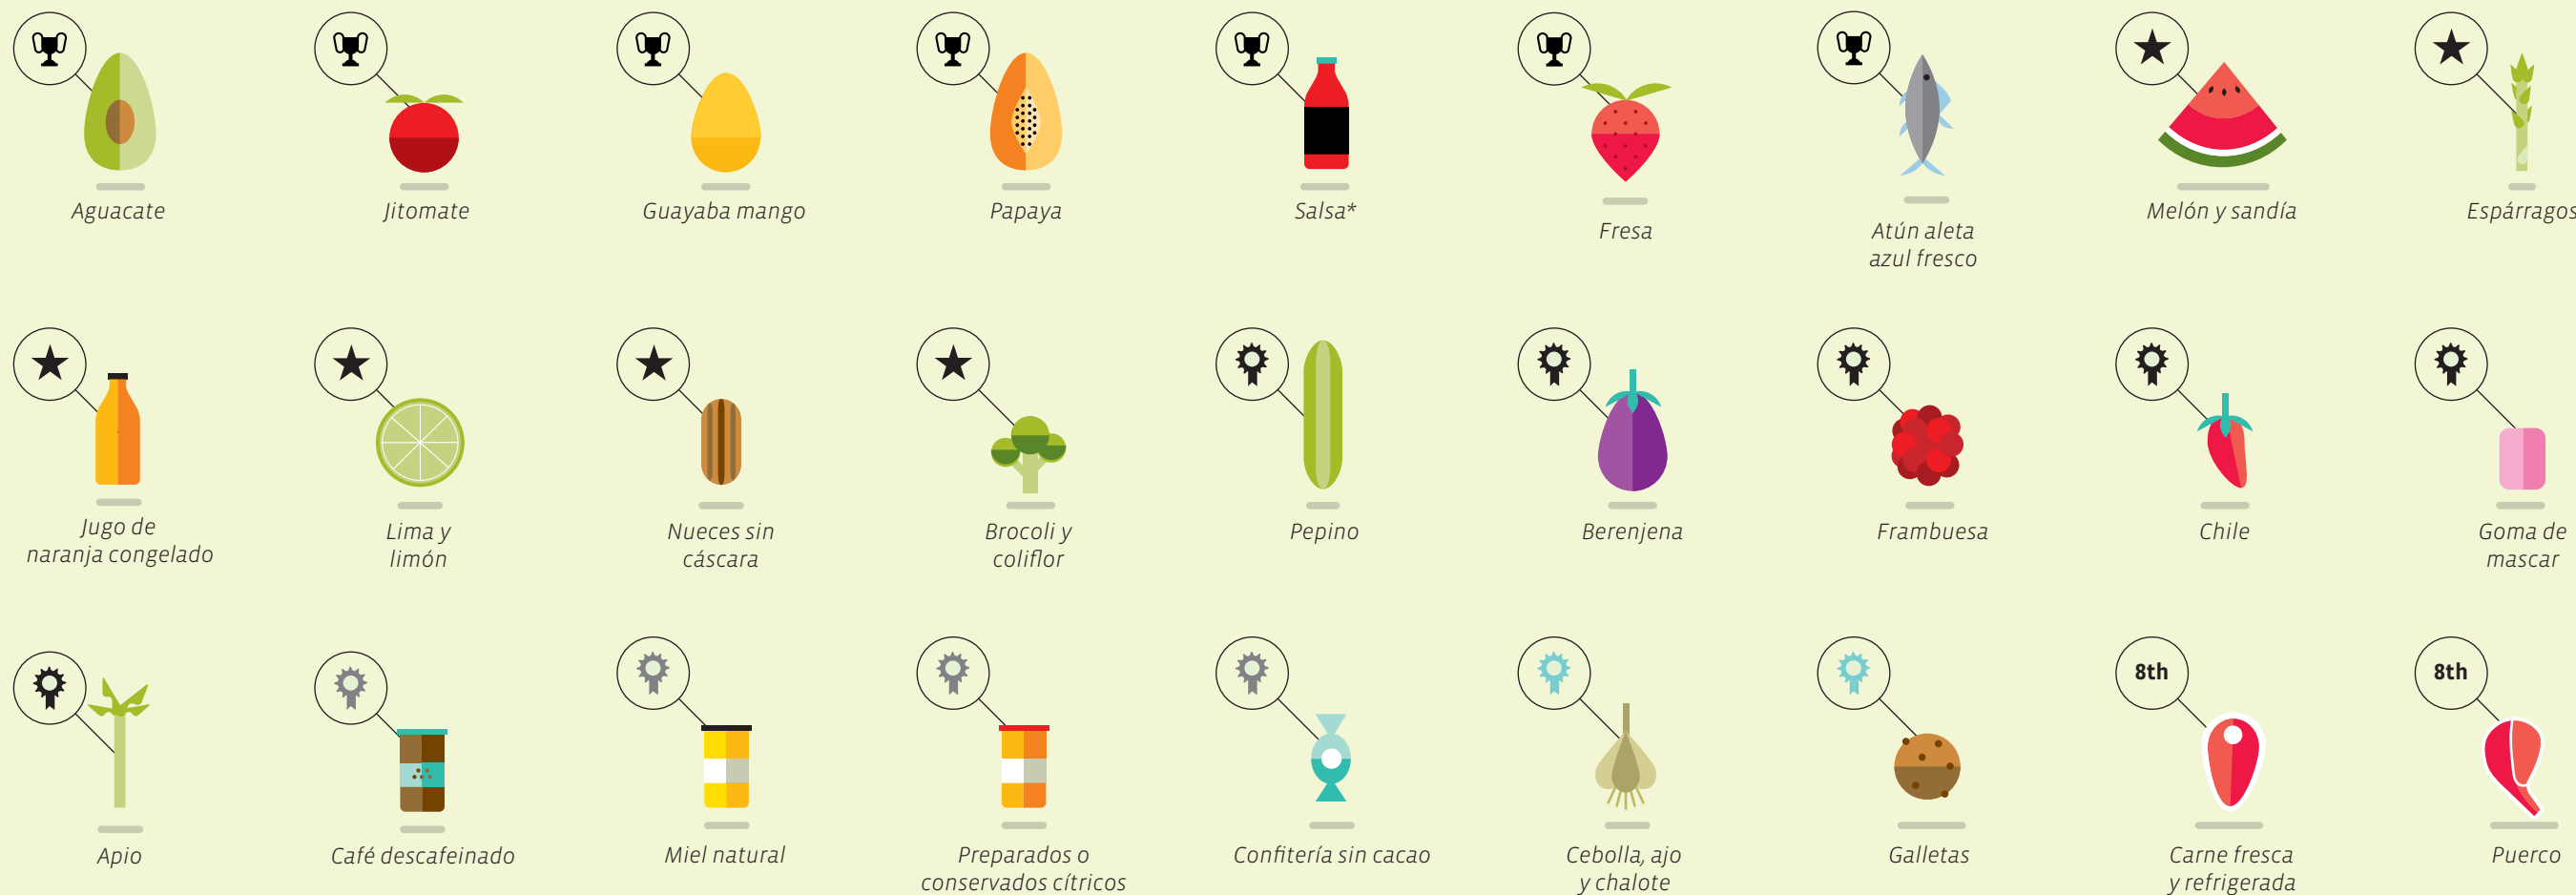 Aguacate
Jitomate
Guayaba mango
Papaya
Salsa*
Fresa
Atún aleta
azul fresco
Melón y sandía
Espárragos
Jugo de
naranja congelado
Lima y
limón
Nueces sin
cáscara
Brocoli y
coliflor
Pepino
Berenjena
Frambuesa
Chile
Goma de
mascar
8th
8th
Apio
Café descafeinado
Miel natural
Preparados o
conservados cítricos
Confitería sin cacao
Cebolla, ajo
y chalote
Galletas
Carne fresca
y refrigerada
Puerco